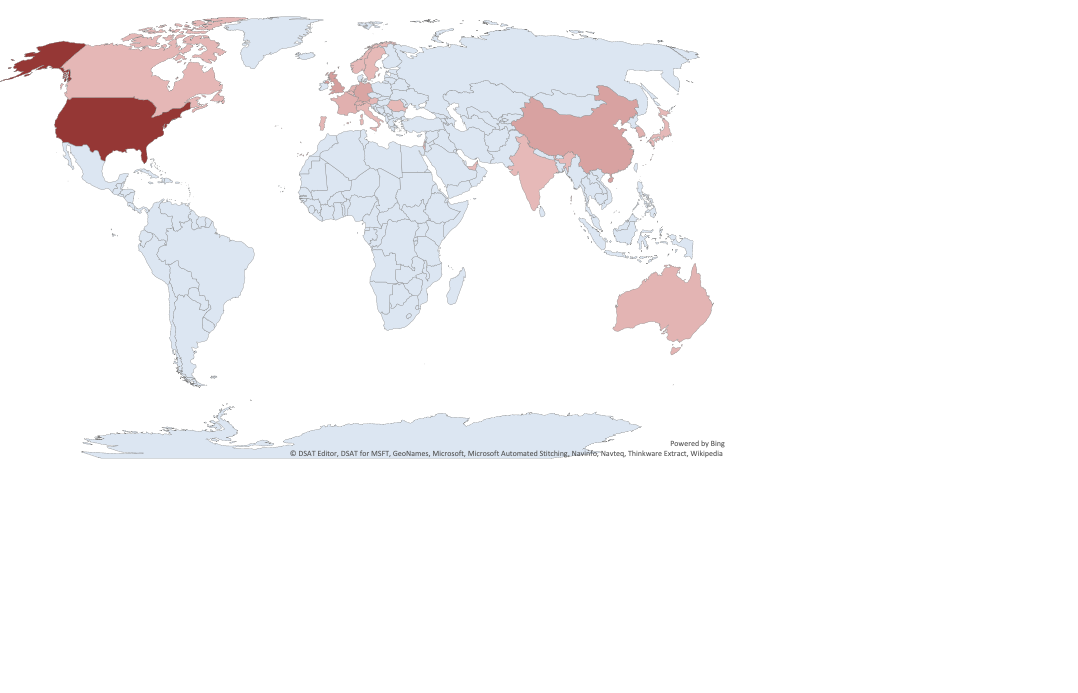 Powered by Bing
© DSAT Editor, DSAT for MSFT, GeoNames, Microsoft, Microsoft Automated Stitching, Navinfo, Navteq, Thinkware Extract, Wikipedia